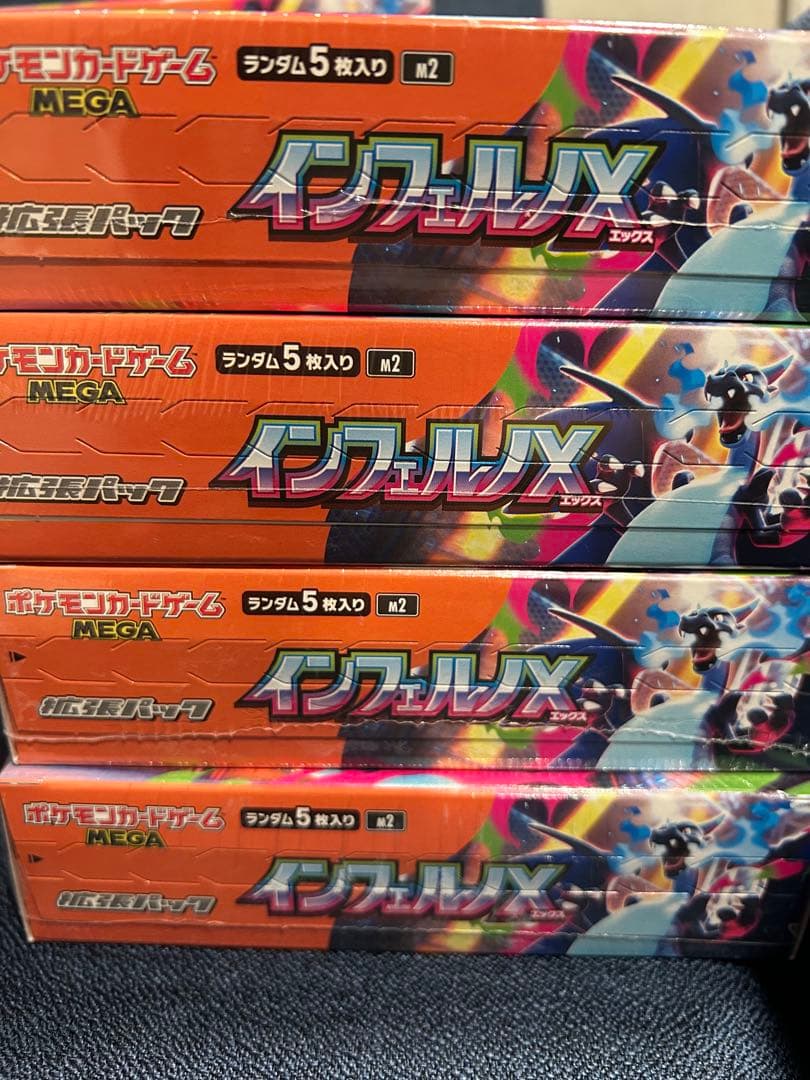 ケモンカードゲーム
MEGA
ランダム5枚入り M2
拡張パック
インフェルノX
エックス
ケモンカードゲーム
MEGA
ランダム5枚入り M2
拡張パック
インフェルノX
エックス
ポケモンカードゲーム
MEGA
ランダム5枚入り M2
拡張パック
インフェルノX
エックス
ポケモンカードゲーム
MEGA
ランダム5枚入り M2
拡張パック
インフェルノX
エックス